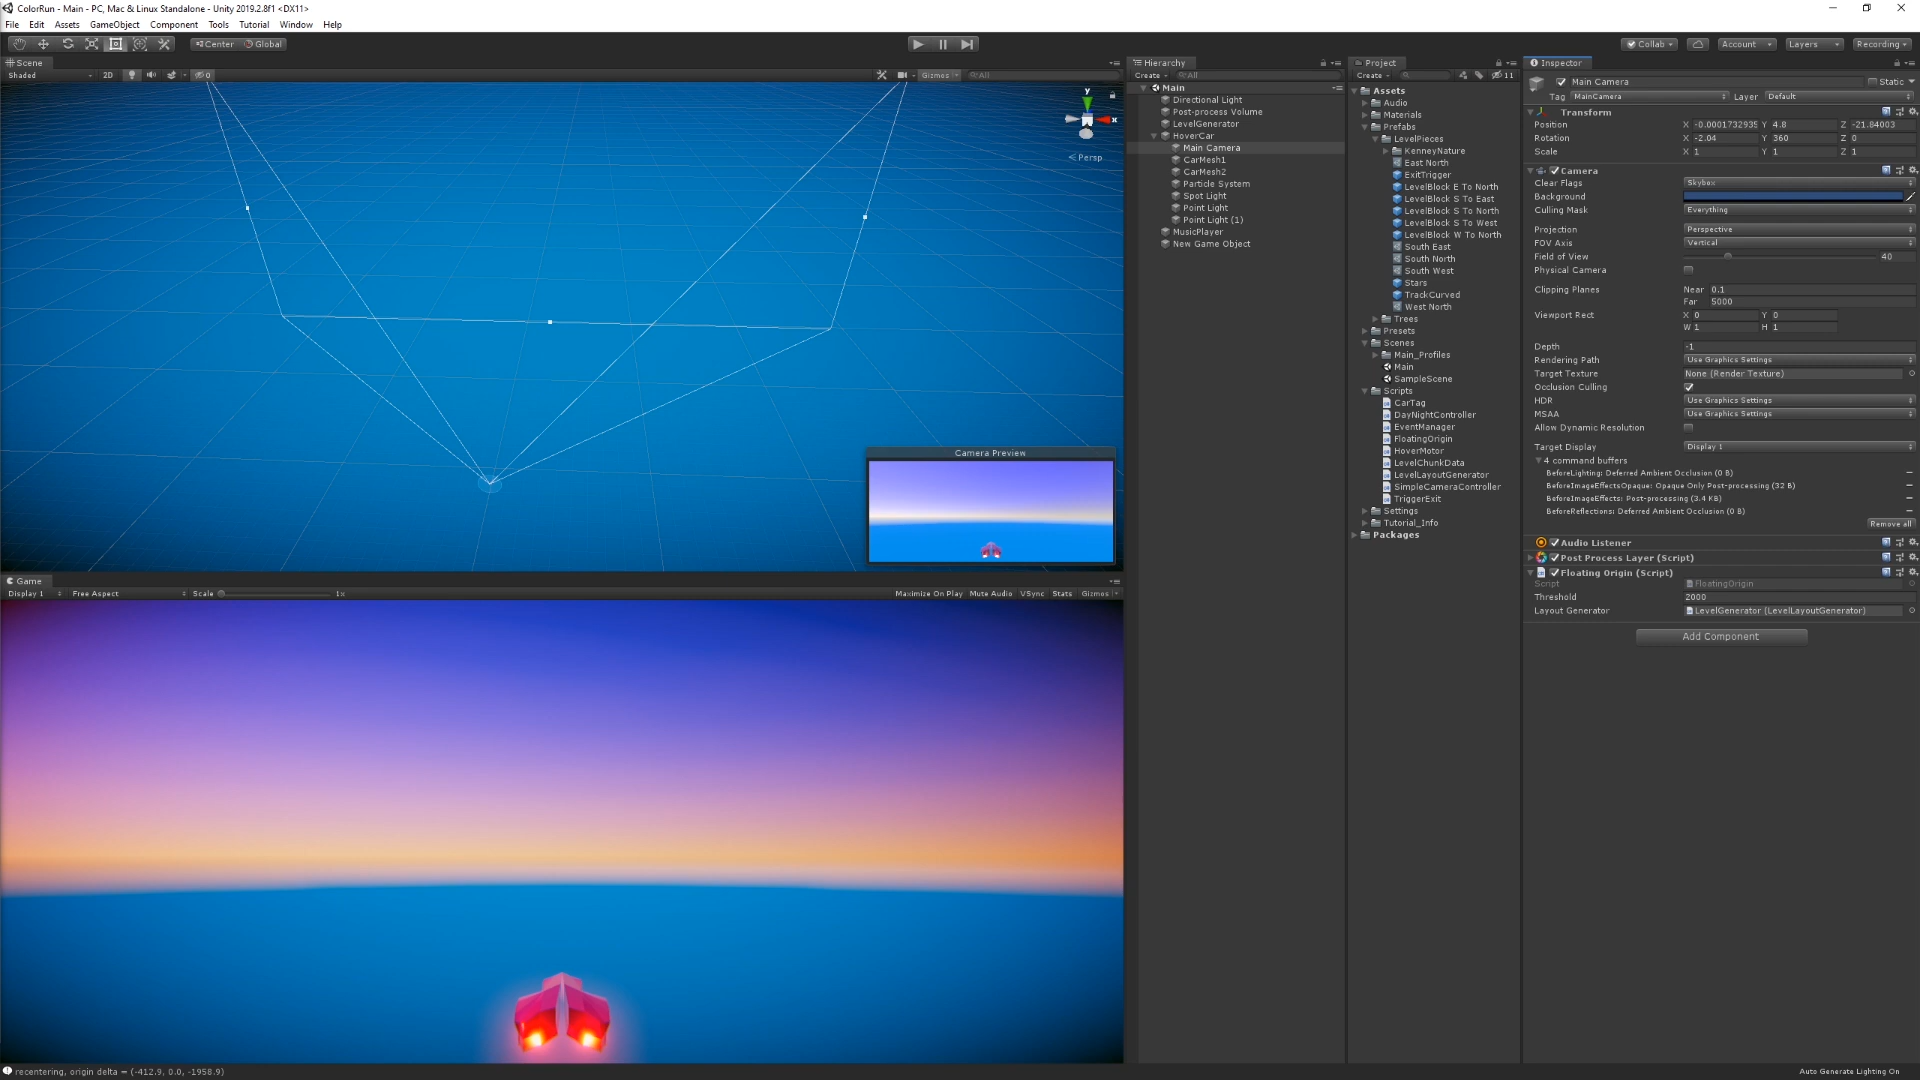 ColorRun - Main - PC, Mac & Linux Standalone - Unity 2019.2.8f1 <DX11>
File Edit Assets GameObject Component Tools Tutorial Window Help
Center Global
Collab Account Layers Recording
Scene
Shaded 2D 0 Gizmos All
y
x
Persp
Camera Preview
Game
Display 1 Free Aspect Scale 1x Maximize On Play Mute Audio VSync Stats Gizmos
Hierarchy
Create All
Main
Directional Light
Post-process Volume
LevelGenerator
HoverCar
Main Camera
CarMesh1
CarMesh2
Particle System
Spot Light
Point Light
Point Light (1)
MusicPlayer
New Game Object
Project
Create 11
Assets
Audio
Materials
Prefabs
LevelPieces
KenneyNature
East North
ExitTrigger
LevelBlock E To North
LevelBlock S To East
LevelBlock S To North
LevelBlock S To West
LevelBlock W To North
South East
South North
South West
Stars
TrackCurved
West North
Trees
Presets
Scenes
Main_Profiles
Main
SampleScene
Scripts
CarTag
DayNightController
EventManager
FloatingOrigin
HoverMotor
LevelChunkData
LevelLayoutGenerator
SimpleCameraController
TriggerExit
Settings
Tutorial_Info
Packages
Inspector
Main Camera Static
Tag MainCamera Layer Default
Transform
Position X -0.0001732935 Y 4.8 Z -21.84003
Rotation X -2.04 Y 360 Z 0
Scale X 1 Y 1 Z 1
Camera
Clear Flags Skybox
Background
Culling Mask Everything
Projection Perspective
FOV Axis Vertical
Field of View 40
Physical Camera
Clipping Planes Near 0.1
Far 5000
Viewport Rect X 0 Y 0
W 1 H 1
Depth -1
Rendering Path Use Graphics Settings
Target Texture None (Render Texture)
Occlusion Culling
HDR Use Graphics Settings
MSAA Use Graphics Settings
Allow Dynamic Resolution
Target Display Display 1
4 command buffers
BeforeLighting: Deferred Ambient Occlusion (0 B)
BeforeImageEffectsOpaque: Opaque Only Post-processing (32 B)
BeforeImageEffects: Post-processing (3.4 KB)
BeforeReflections: Deferred Ambient Occlusion (0 B)
Remove all
Audio Listener
Post Process Layer (Script)
Floating Origin (Script)
Script FloatingOrigin
Threshold 2000
Layout Generator LevelGenerator (LevelLayoutGenerator)
Add Component
recentering, origin delta = (-412.9, 0.0, -1958.9)
Auto Generate Lighting On